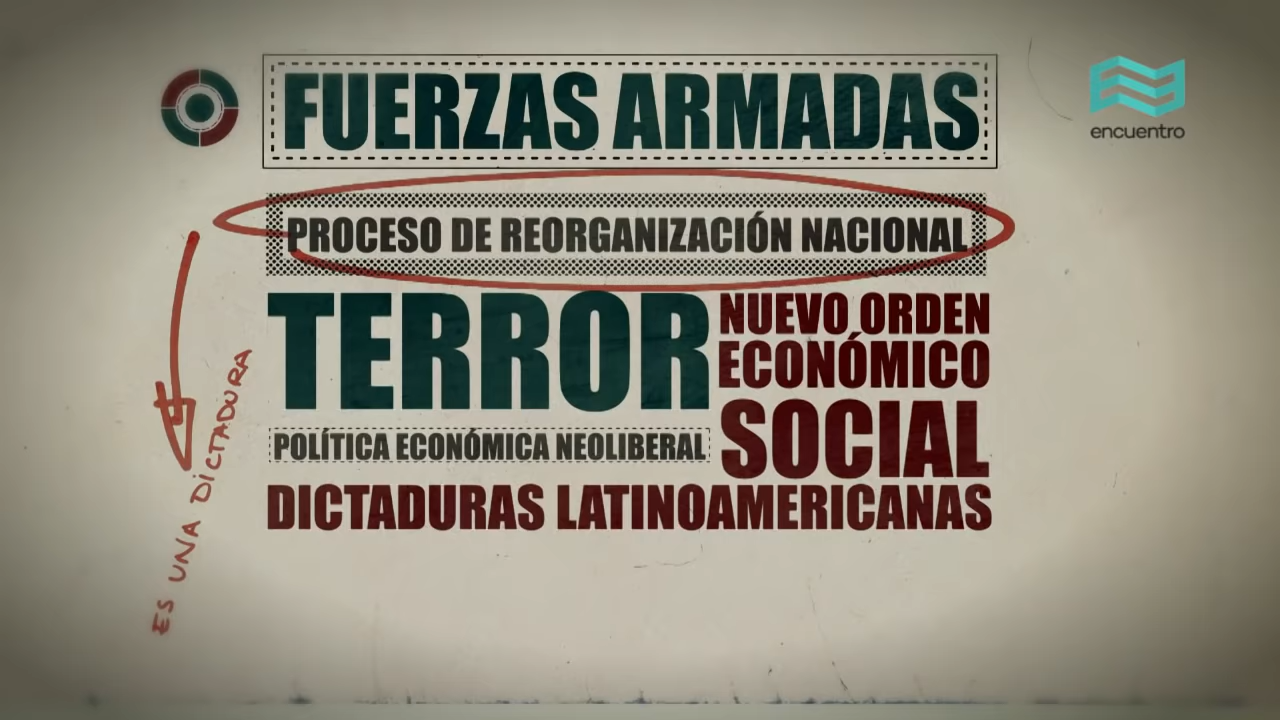 FUERZAS ARMADAS
encuentro
PROCESO DE REORGANIZACIÓN NACIONAL
TERROR
NUEVO ORDEN
ECONÓMICO
SOCIAL
POLÍTICA ECONÓMICA NEOLIBERAL
DICTADURAS LATINOAMERICANAS
ES UNA DICTADURA